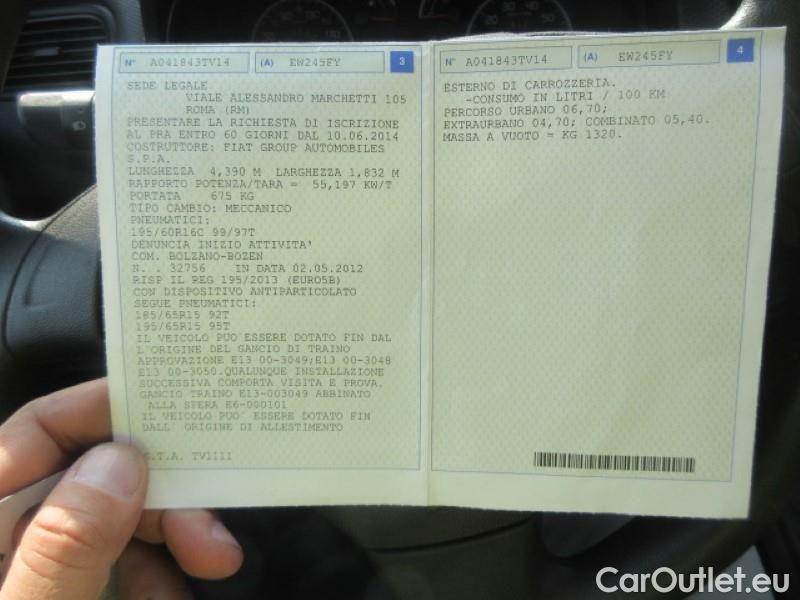 N° A041843TV14 (A) EW245FY 3
SEDE LEGALE
VIALE ALESSANDRO MARCHETTI 105
ROMA (RM)
PRESENTARE LA RICHIESTA DI ISCRIZIONE
AL PRA ENTRO 60 GIORNI DAL 10.06.2014
COSTRUTTORE: FIAT GROUP AUTOMOBILES
S.P.A.
LUNGHEZZA 4,390 M LARGHEZZA 1,832 M
RAPPORTO POTENZA/TARA = 55,197 KW/T
PORTATA 675 KG
TIPO CAMBIO: MECCANICO
PNEUMATICI:
195/60R16C 99/97T
DENUNCIA INIZIO ATTIVITA'
COM. BOLZANO-BOZEN
N. . 32756 IN DATA 02.05.2012
RISP IL REG 195/2013 (EURO5B)
CON DISPOSITIVO ANTIPARTICOLATO
SEGUE PNEUMATICI:
185/65R15 92T
195/65R15 95T
IL VEICOLO PUO' ESSERE DOTATO FIN DAL
L'ORIGINE DEL GANCIO DI TRAINO
APPROVAZIONE E13 00-3049;E13 00-3048
E13 00-3050.QUALUNQUE INSTALLAZIONE
SUCCESSIVA COMPORTA VISITA E PROVA.
GANCIO TRAINO E13-003049 ABBINATO
ALLA SFERA E6-000101
IL VEICOLO PUO' ESSERE DOTATO FIN
DALL' ORIGINE DI ALLESTIMENTO
S.T.A. TV1111
N° A041843TV14 (A) EW245FY 4
ESTERNO DI CARROZZERIA.
-CONSUMO IN LITRI / 100 KM
PERCORSO URBANO 06,70;
EXTRAURBANO 04,70; COMBINATO 05,40.
MASSA A VUOTO = KG 1320.
CarOutlet.eu